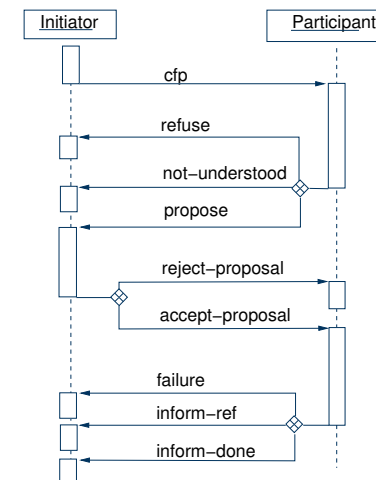 Initiator
Participant
cfp
refuse
not−understood
propose
reject−proposal
accept−proposal
failure
inform−ref
inform−done